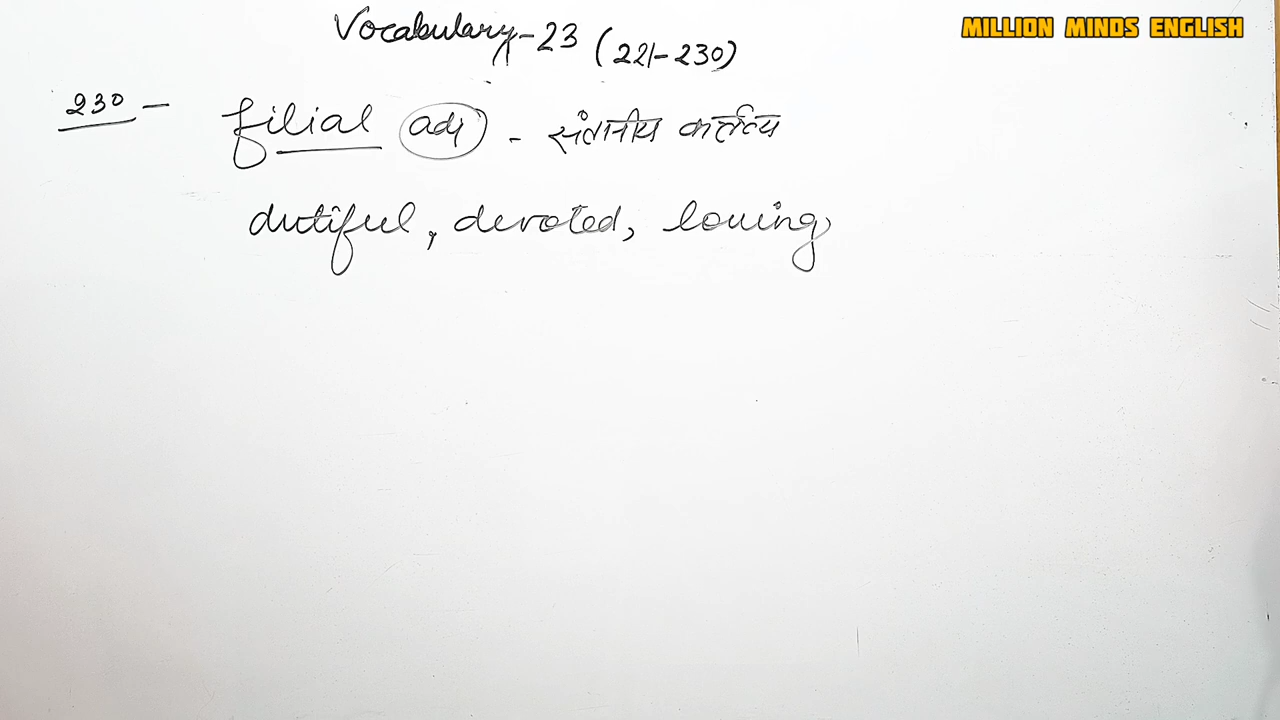 Vocabulary-23 (221-230)
MILLION MINDS ENGLISH
230 - filial adj - संतानीय कर्तव्य
dutiful, devoted, loving,